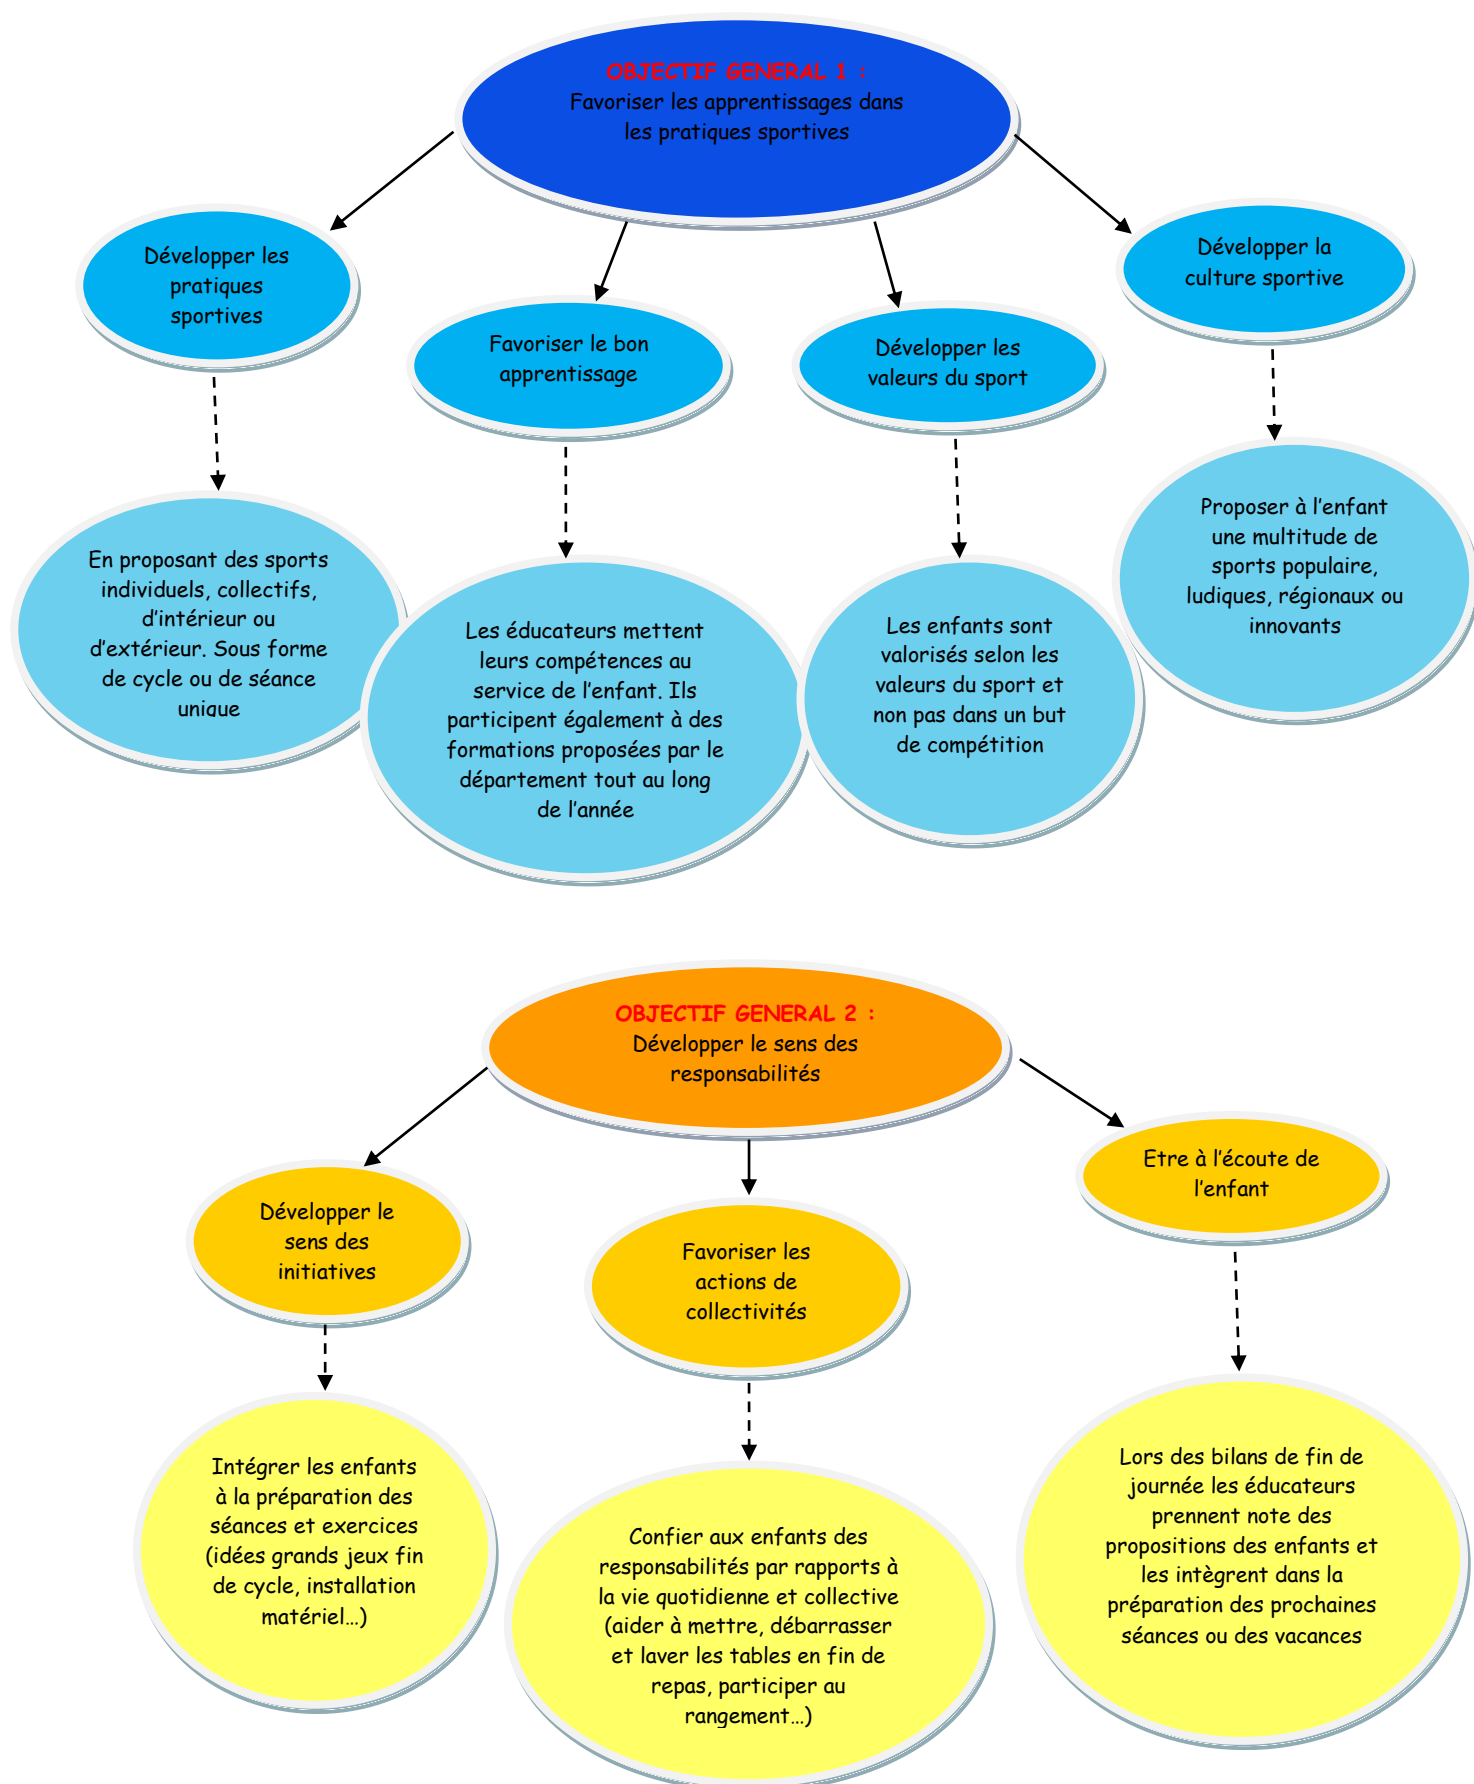 OBJECTIF GENERAL 1 :
Favoriser les apprentissages dans
les pratiques sportives
Développer les
pratiques
sportives
Favoriser le bon
apprentissage
Développer les
valeurs du sport
Développer la
culture sportive
En proposant des sports
individuels, collectifs,
d'intérieur ou
d'extérieur. Sous forme
de cycle ou de séance
unique
Les éducateurs mettent
leurs compétences au
service de l'enfant. Ils
participent également à des
formations proposées par le
département tout au long
de l'année
Les enfants sont
valorisés selon les
valeurs du sport et
non pas dans un but
de compétition
Proposer à l'enfant
une multitude de
sports populaire,
ludiques, régionaux ou
innovants
OBJECTIF GENERAL 2 :
Développer le sens des
responsabilités
Développer le
sens des
initiatives
Favoriser les
actions de
collectivités
Etre à l'écoute de
l'enfant
Intégrer les enfants
à la préparation des
séances et exercices
(idées grands jeux fin
de cycle, installation
matériel…)
Confier aux enfants des
responsabilités par rapports à
la vie quotidienne et collective
(aider à mettre, débarrasser
et laver les tables en fin de
repas, participer au
rangement…)
Lors des bilans de fin de
journée les éducateurs
prennent note des
propositions des enfants et
les intègrent dans la
préparation des prochaines
séances ou des vacances